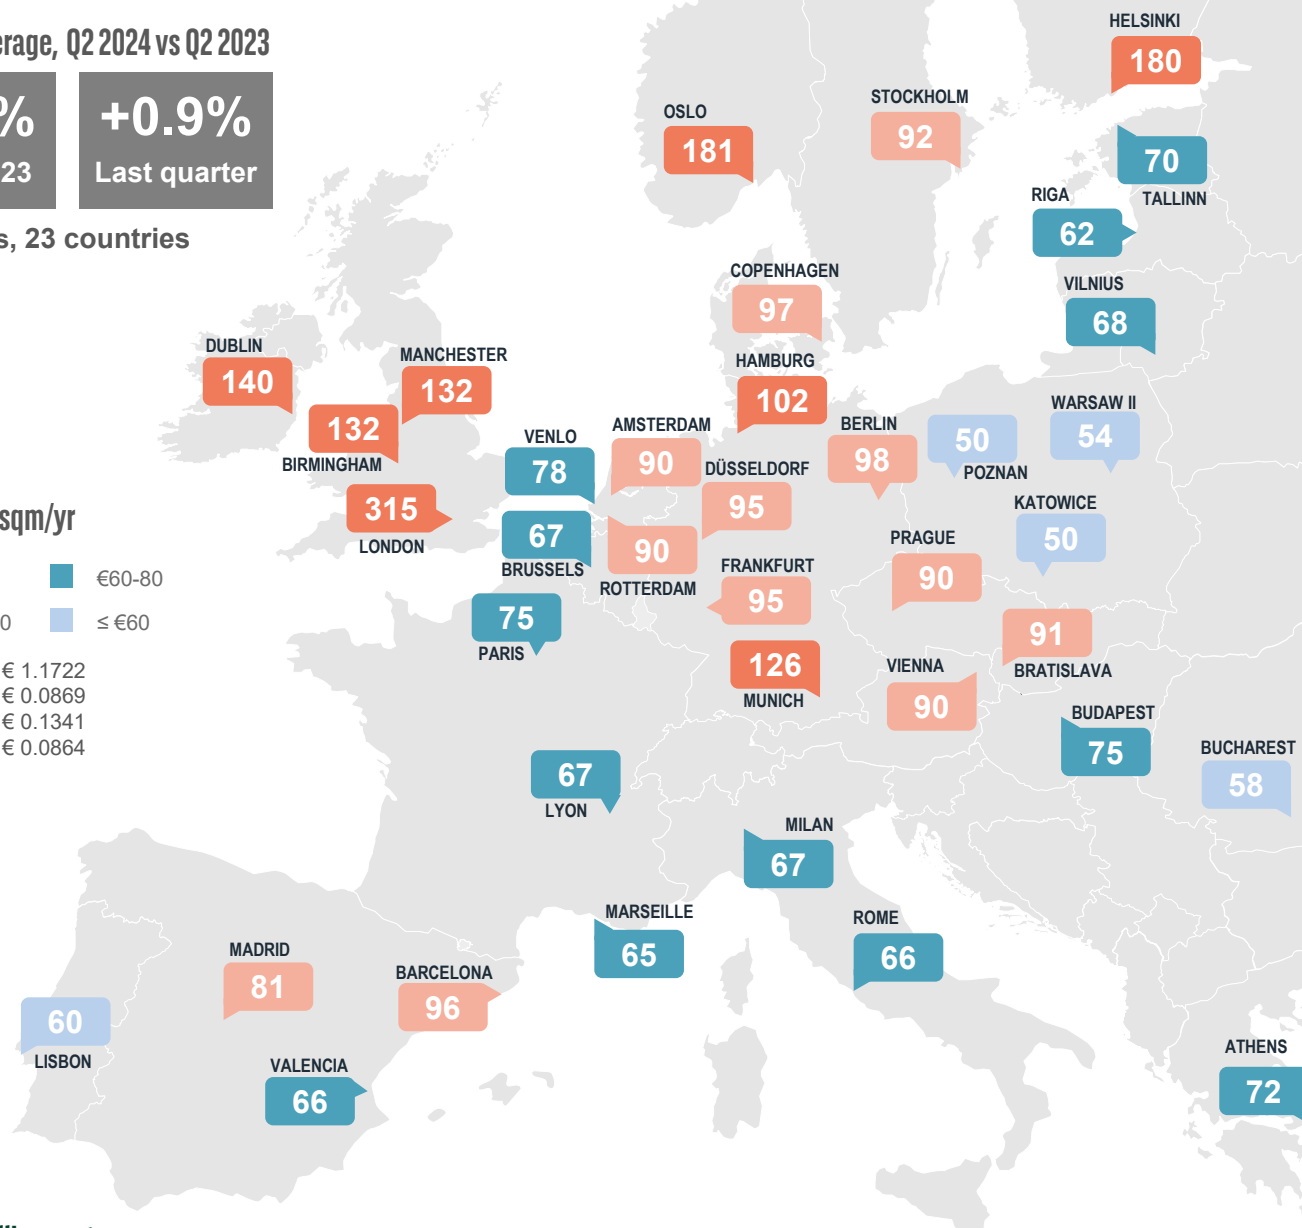 erage, Q2 2024 vs Q2 2023
%
23
+0.9%
Last quarter
s, 23 countries
HELSINKI
180
OSLO
181
STOCKHOLM
92
70
TALLINN
RIGA
62
VILNIUS
68
COPENHAGEN
97
DUBLIN
140
MANCHESTER
132
132
BIRMINGHAM
HAMBURG
102
315
LONDON
VENLO
78
AMSTERDAM
90
DÜSSELDORF
95
BERLIN
98
50
POZNAN
WARSAW II
54
KATOWICE
50
67
BRUSSELS
90
ROTTERDAM
FRANKFURT
95
PRAGUE
90
75
PARIS
126
MUNICH
91
BRATISLAVA
VIENNA
90
BUDAPEST
75
BUCHAREST
58
sqm/yr
€60-80
0
≤ €60
€ 1.1722
€ 0.0869
€ 0.1341
€ 0.0864
67
LYON
MILAN
67
MARSEILLE
65
ROME
66
MADRID
81
BARCELONA
96
60
LISBON
VALENCIA
66
ATHENS
72